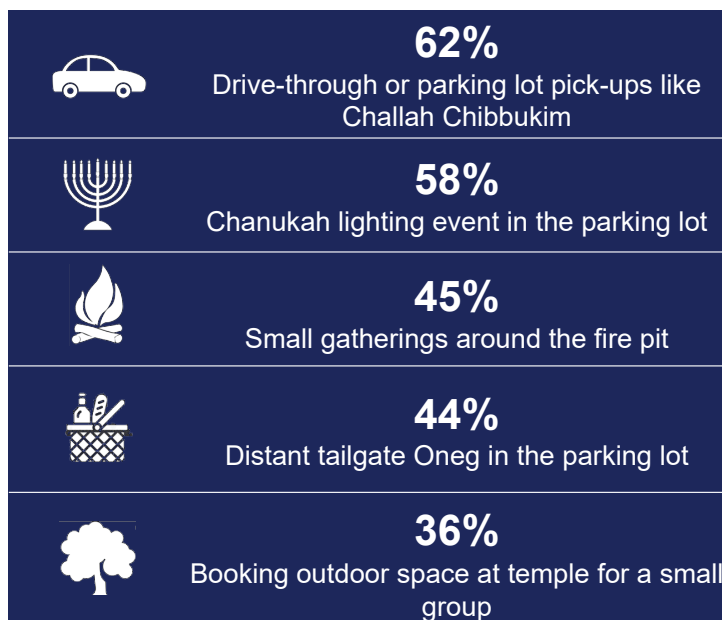 62%
Drive-through or parking lot pick-ups like
Challah Chibbukim
58%
Chanukah lighting event in the parking lot
45%
Small gatherings around the fire pit
44%
Distant tailgate Oneg in the parking lot
36%
Booking outdoor space at temple for a small
group